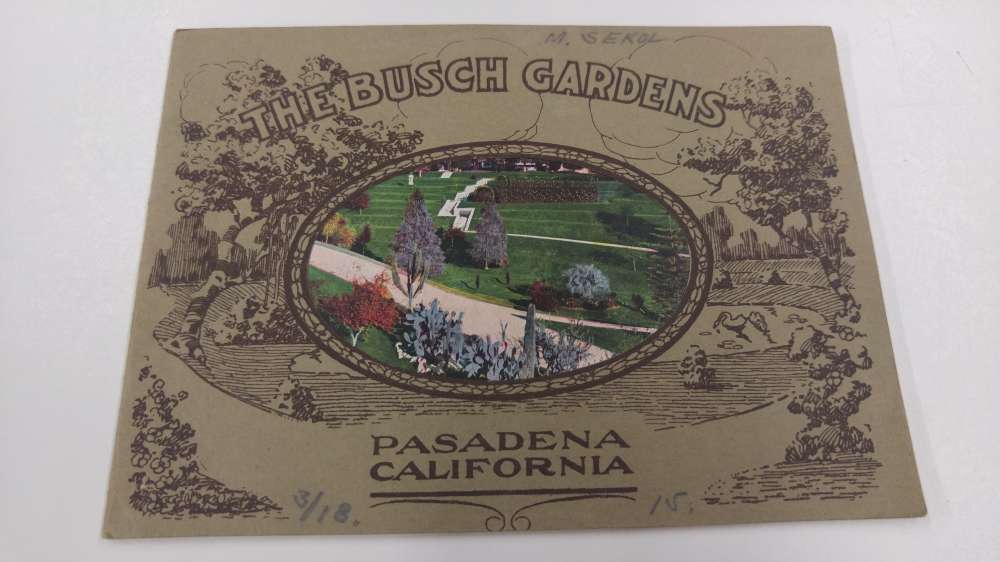 M. SEKOL
THE BUSCH GARDENS
PASADENA
CALIFORNIA
3/18.
15.